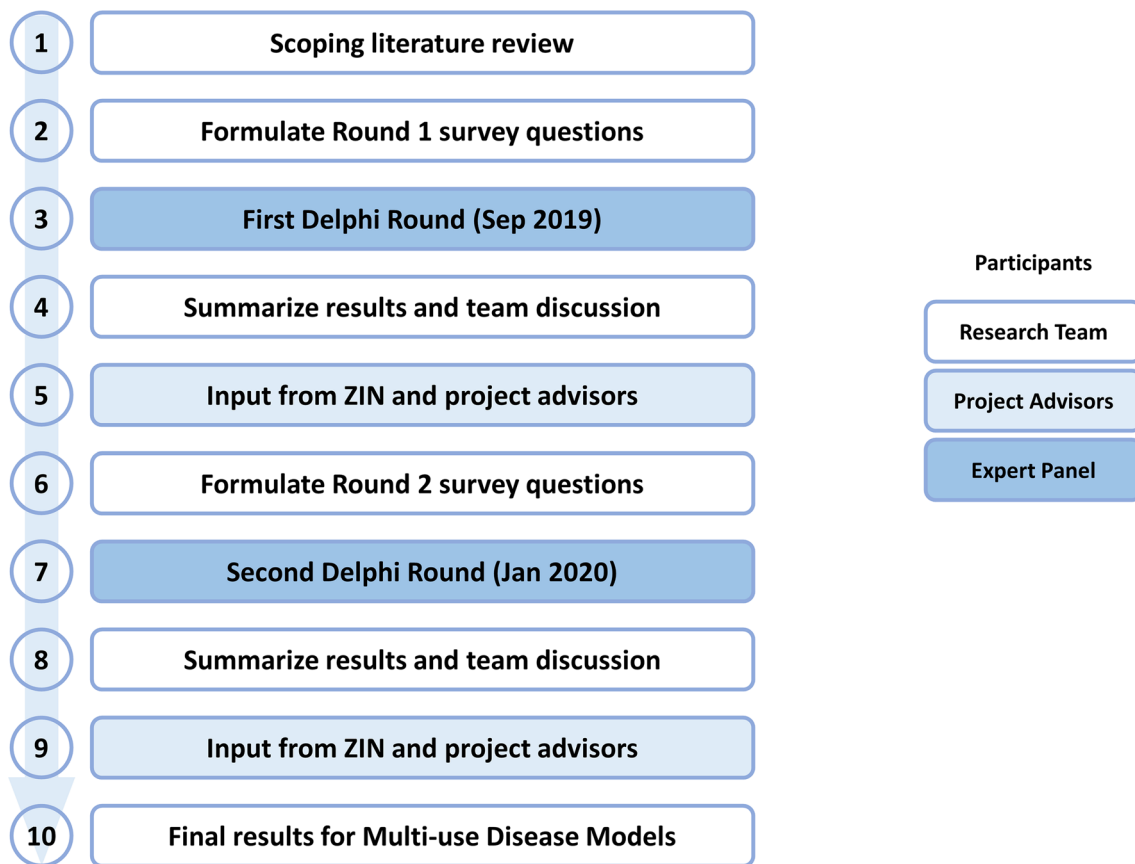 1 Scoping literature review
2 Formulate Round 1 survey questions
3 First Delphi Round (Sep 2019)
4 Summarize results and team discussion
5 Input from ZIN and project advisors
6 Formulate Round 2 survey questions
7 Second Delphi Round (Jan 2020)
8 Summarize results and team discussion
9 Input from ZIN and project advisors
10 Final results for Multi-use Disease Models
Participants
Research Team
Project Advisors
Expert Panel